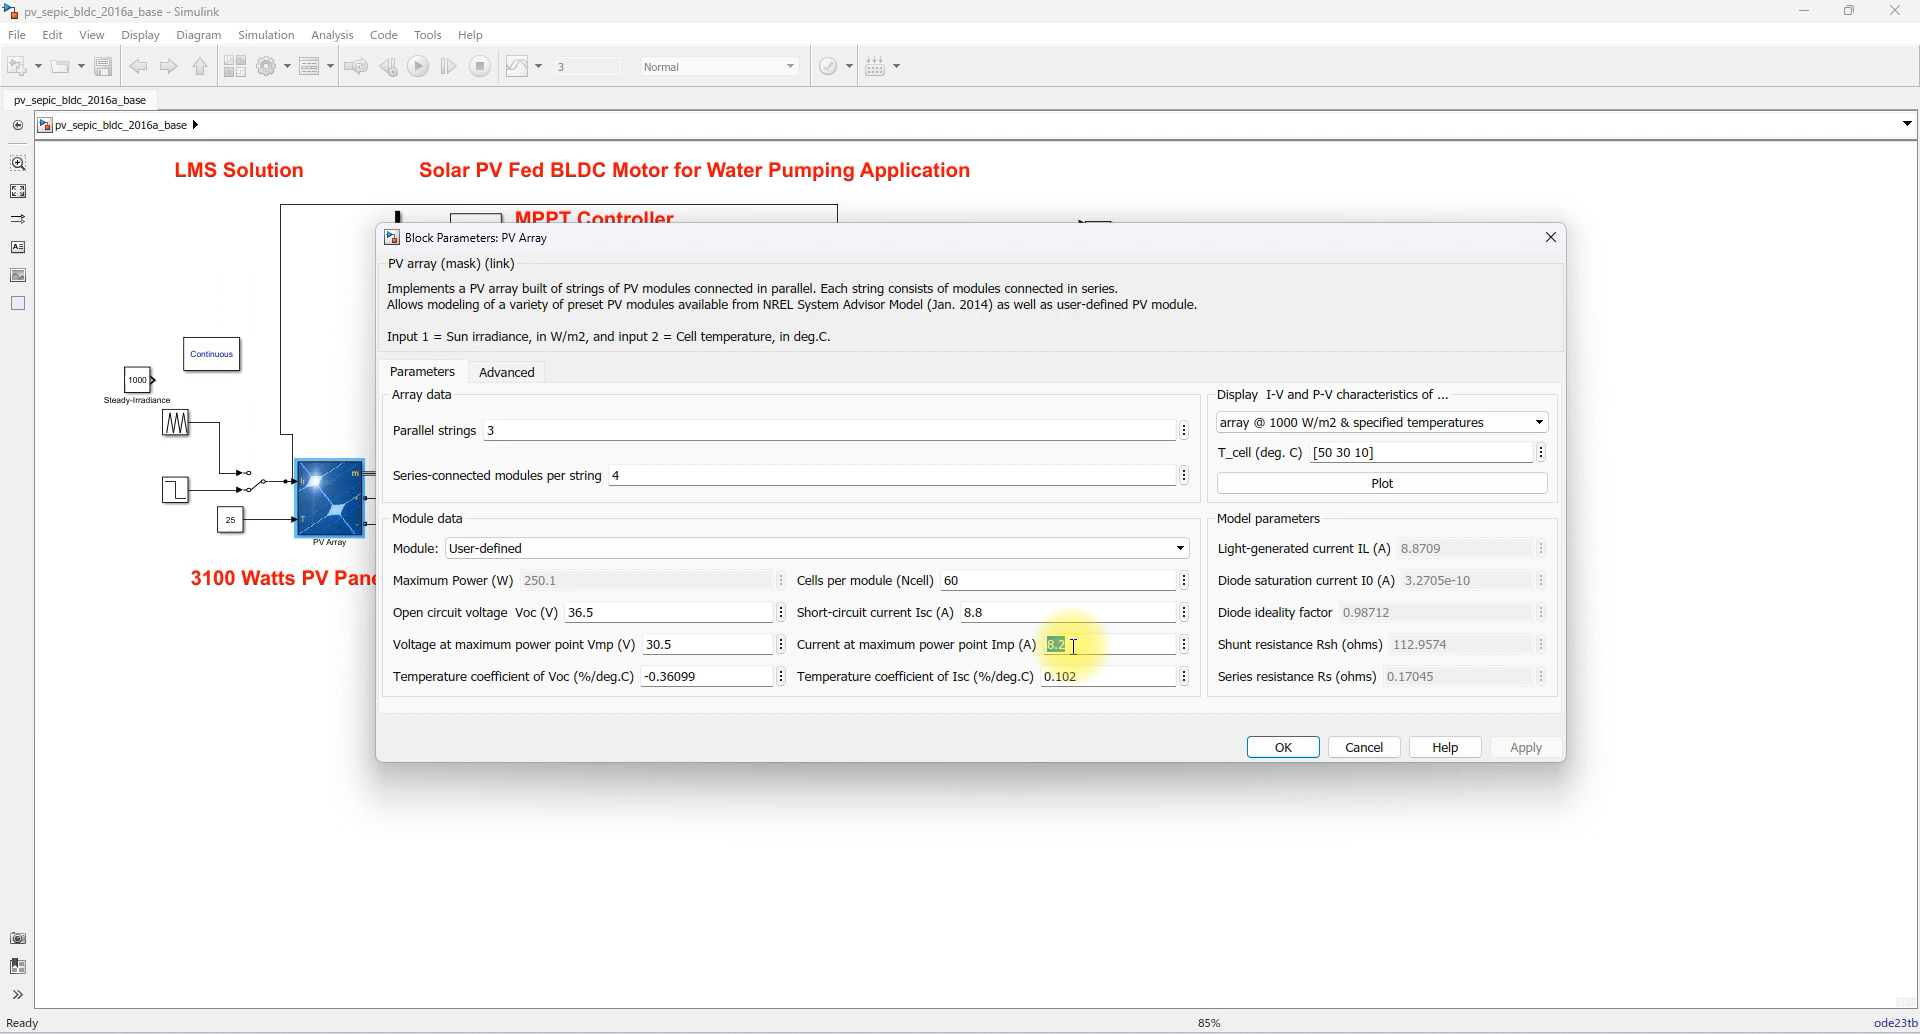 pv_sepic_bldc_2016a_base - Simulink
File Edit View Display Diagram Simulation Analysis Code Tools Help
3 Normal
pv_sepic_bldc_2016a_base
pv_sepic_bldc_2016a_base
LMS Solution Solar PV Fed BLDC Motor for Water Pumping Application
MPPT Controller
Block Parameters: PV Array
PV array (mask) (link)
Implements a PV array built of strings of PV modules connected in parallel. Each string consists of modules connected in series.
Allows modeling of a variety of preset PV modules available from NREL System Advisor Model (Jan. 2014) as well as user-defined PV module.
Input 1 = Sun irradiance, in W/m2, and input 2 = Cell temperature, in deg.C.
Continuous
1000
Steady-Irradiance
m
Ir
T
25
PV Array
3100 Watts PV Pane
Parameters Advanced
Array data
Parallel strings 3
Series-connected modules per string 4
Display I-V and P-V characteristics of ...
array @ 1000 W/m2 & specified temperatures
T_cell (deg. C) [50 30 10]
Plot
Module data
Module: User-defined
Maximum Power (W) 250.1 Cells per module (Ncell) 60
Open circuit voltage Voc (V) 36.5 Short-circuit current Isc (A) 8.8
Voltage at maximum power point Vmp (V) 30.5 Current at maximum power point Imp (A) 8.2
Temperature coefficient of Voc (%/deg.C) -0.36099 Temperature coefficient of Isc (%/deg.C) 0.102
Model parameters
Light-generated current IL (A) 8.8709
Diode saturation current I0 (A) 3.2705e-10
Diode ideality factor 0.98712
Shunt resistance Rsh (ohms) 112.9574
Series resistance Rs (ohms) 0.17045
OK Cancel Help Apply
Ready 85% ode23tb